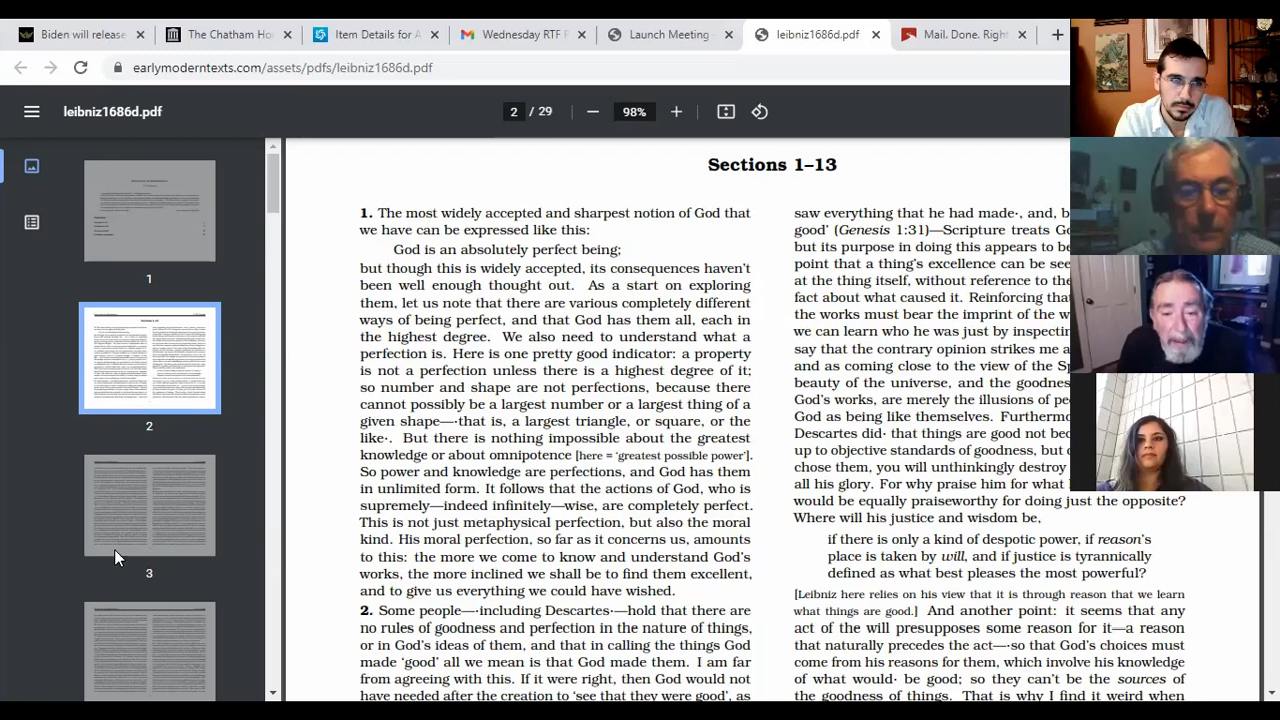 Biden will release
The Chatham Ho
Item Details for A
Wednesday RTF
Launch Meeting -
leibniz1686d.pdf
Mail. Done. Righ
earlymoderntexts.com/assets/pdfs/leibniz1686d.pdf
leibniz1686d.pdf
2 / 29
98%
1
2
3
Sections 1–13
1. The most widely accepted and sharpest notion of God that
we have can be expressed like this:
God is an absolutely perfect being;
but though this is widely accepted, its consequences haven't
been well enough thought out. As a start on exploring
them, let us note that there are various completely different
ways of being perfect, and that God has them all, each in
the highest degree. We also need to understand what a
perfection is. Here is one pretty good indicator: a property
is not a perfection unless there is a highest degree of it;
so number and shape are not perfections, because there
cannot possibly be a largest number or a largest thing of a
given shape—·that is, a largest triangle, or square, or the
like·. But there is nothing impossible about the greatest
knowledge or about omnipotence [here = 'greatest possible power'].
So power and knowledge are perfections, and God has them
in unlimited form. It follows that the actions of God, who is
supremely—indeed infinitely—wise, are completely perfect.
This is not just metaphysical perfection, but also the moral
kind. His moral perfection, so far as it concerns us, amounts
to this: the more we come to know and understand God's
works, the more inclined we shall be to find them excellent,
and to give us everything we could have wished.
2. Some people—·including Descartes·—hold that there are
no rules of goodness and perfection in the nature of things,
or in God's ideas of them, and that in calling the things God
made 'good' all we mean is that God made them. I am far
from agreeing with this. If it were right, then God would not
have needed after the creation to 'see that they were good', as
saw everything that he had made·, and, b
good' (Genesis 1:31)—Scripture treats Go
but its purpose in doing this appears to be
point that a thing's excellence can be see
at the thing itself, without reference to the
fact about what caused it. Reinforcing tha
the works must bear the imprint of the w
we can learn who he was just by inspectin
say that the contrary opinion strikes me a
and as coming close to the view of the Sp
beauty of the universe, and the goodnes
God's works, are merely the illusions of pe
God as being like themselves. Furthermo
Descartes did· that things are good not bec
up to objective standards of goodness, but
chose them, you will unthinkingly destroy
all his glory. For why praise him for what
would be equally praiseworthy for doing just the opposite?
Where will his justice and wisdom be,
if there is only a kind of despotic power, if reason's
place is taken by will, and if justice is tyrannically
defined as what best pleases the most powerful?
[Leibniz here relies on his view that it is through reason that we learn
what things are good.] And another point: it seems that any
act of the will presupposes some reason for it—a reason
that naturally precedes the act—·so that God's choices must
come from his reasons for them, which involve his knowledge
of what would· be good; so they can't be the sources of
the goodness of things. That is why I find it weird when